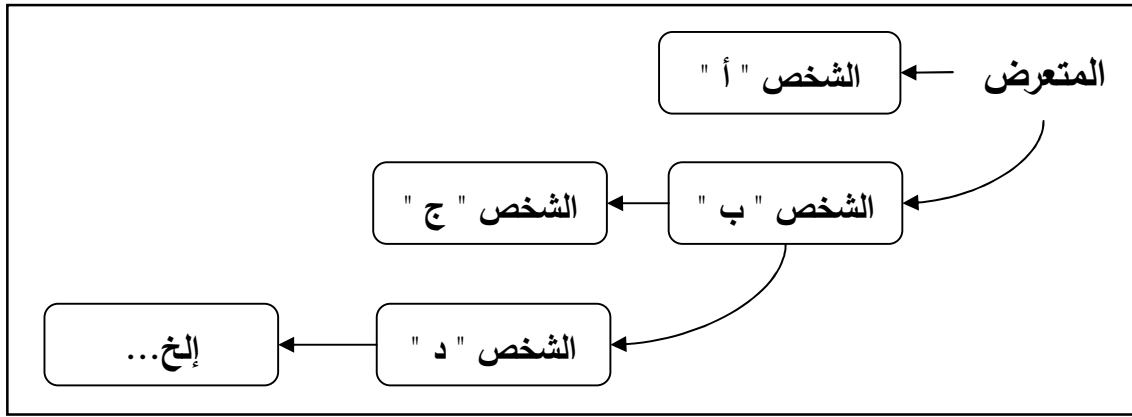 المتعرض
الشخص " أ "
الشخص " ب "
الشخص " ج "
الشخص " د "
إلخ...